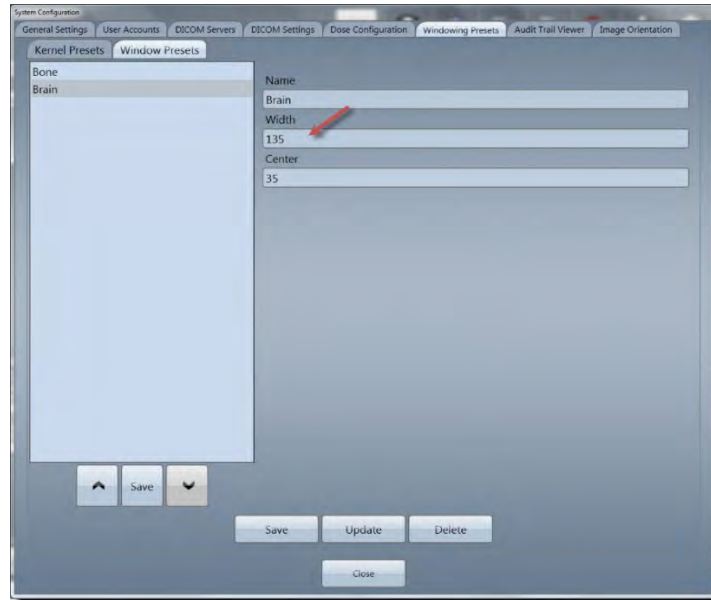 System Configuration
General Settings User Accounts DICOM Servers DICOM Settings Dose Configuration Windowing Presets Audit Trail Viewer Image Orientation
Kernel Presets Window Presets
Bone
Brain
Name
Brain
Width
135
Center
35
Save
Save Update Delete
Close